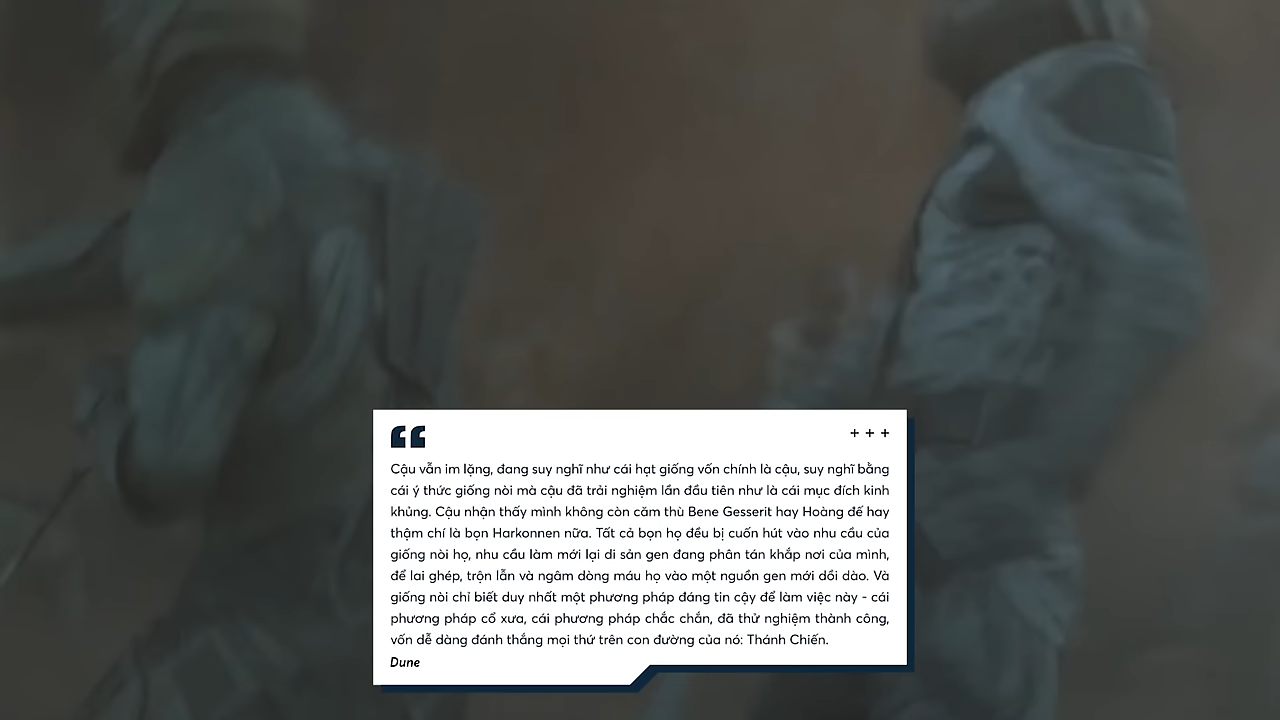 Cậu vẫn im lặng, đang suy nghĩ như cái hạt giống vốn chính là cậu, suy nghĩ bằng
cái ý thức giống nòi mà cậu đã trải nghiệm lần đầu tiên như là cái mục đích kinh
khủng. Cậu nhận thấy mình không còn căm thù Bene Gesserit hay Hoàng đế hay
thậm chí là bọn Harkonnen nữa. Tất cả bọn họ đều bị cuốn hút vào nhu cầu của
giống nòi họ, nhu cầu làm mới lại di sản gen đang phân tán khắp nơi của mình,
để lai ghép, trộn lẫn và ngâm dòng máu họ vào một nguồn gen mới dồi dào. Và
giống nòi chỉ biết duy nhất một phương pháp đáng tin cậy để làm việc này - cái
phương pháp cổ xưa, cái phương pháp chắc chắn, đã thử nghiệm thành công,
vốn dễ dàng đánh thắng mọi thứ trên con đường của nó: Thánh Chiến.
Dune